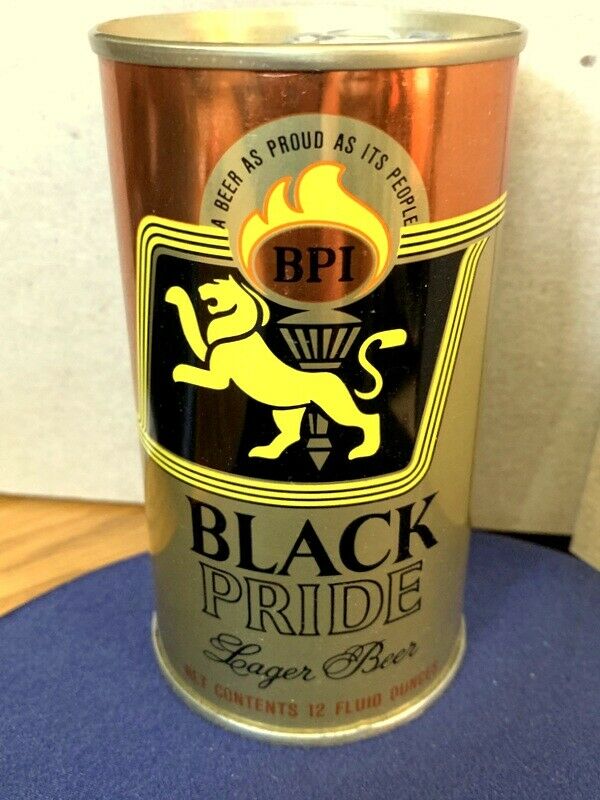 A BEER AS PROUD AS ITS PEOPLE
BPI
BLACK
PRIDE
Lager Beer
NET CONTENTS 12 FLUID OUNCES